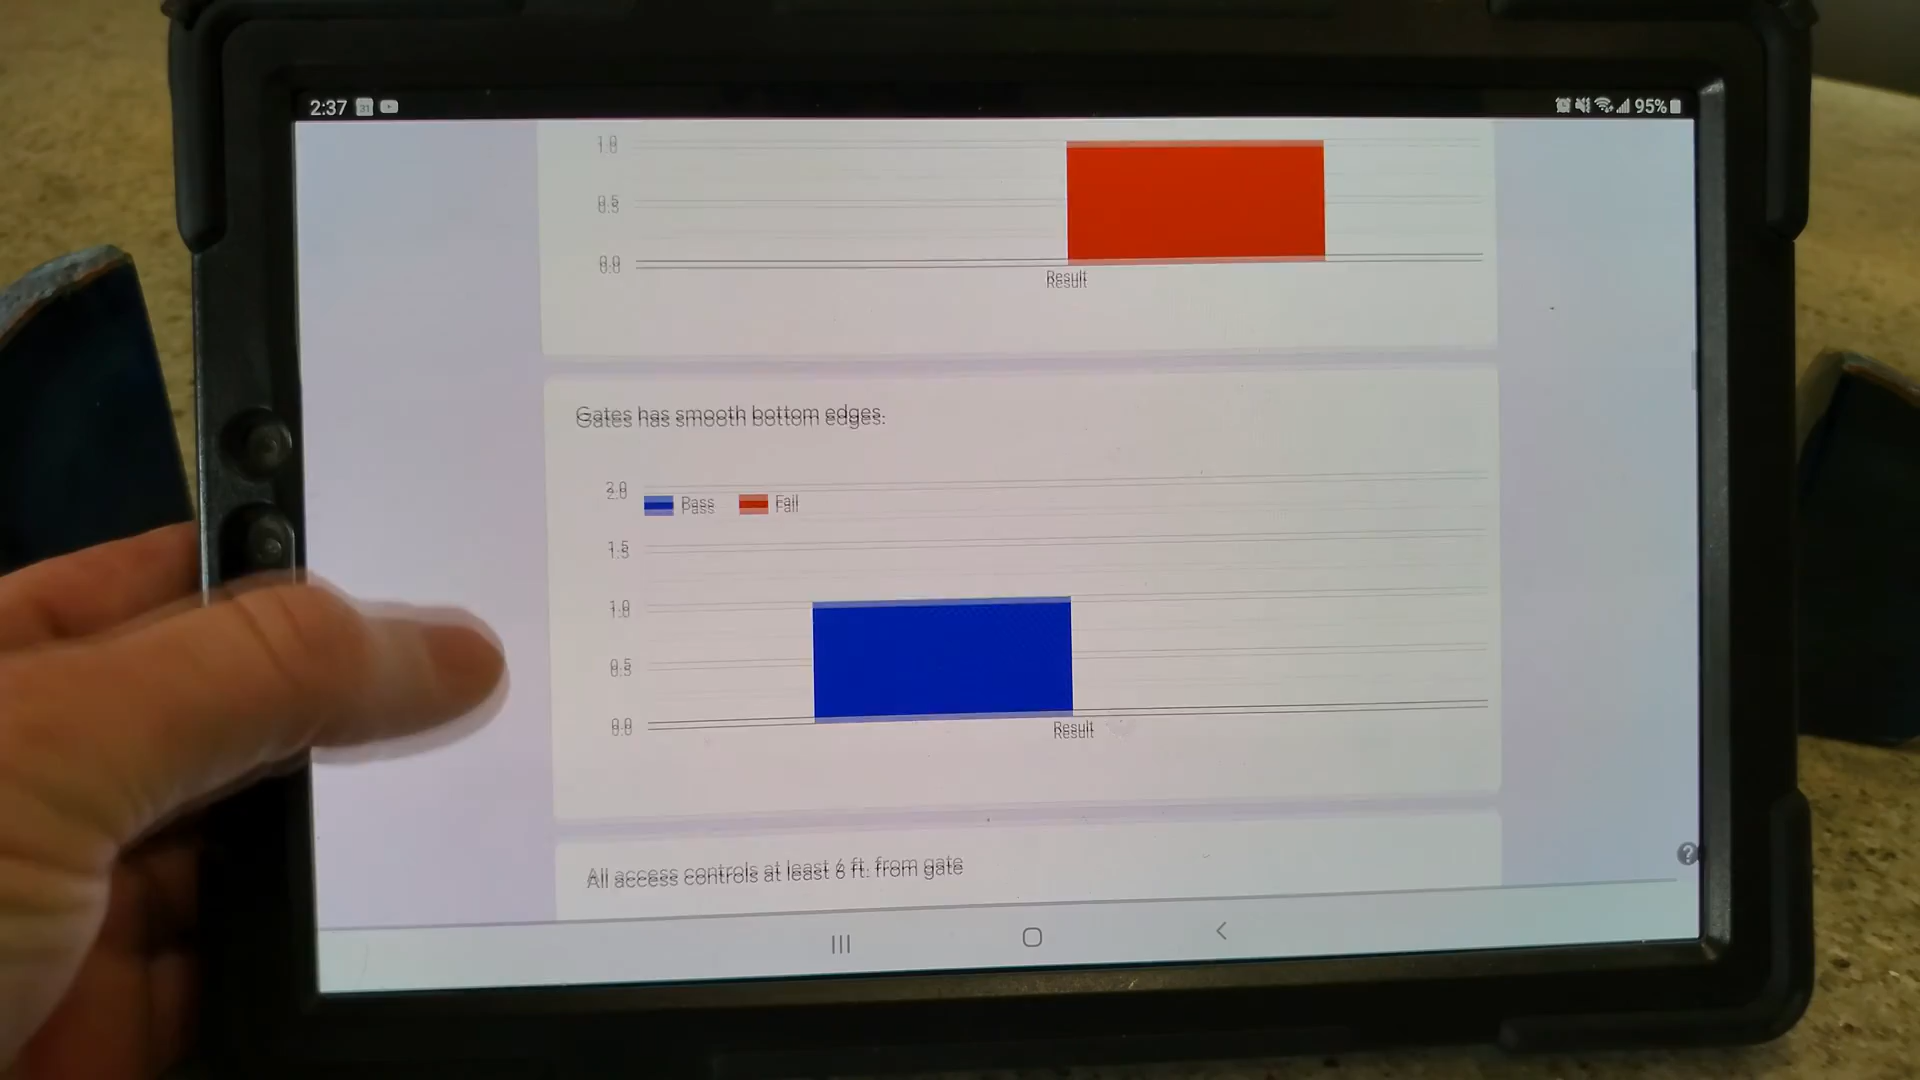 2:37 31 95%
1.0
0.5
0.0
Result
Gates has smooth bottom edges.
2.0
Pass Fail
1.5
1.0
0.5
0.0
Result
All access controls at least 6 ft. from gate
?